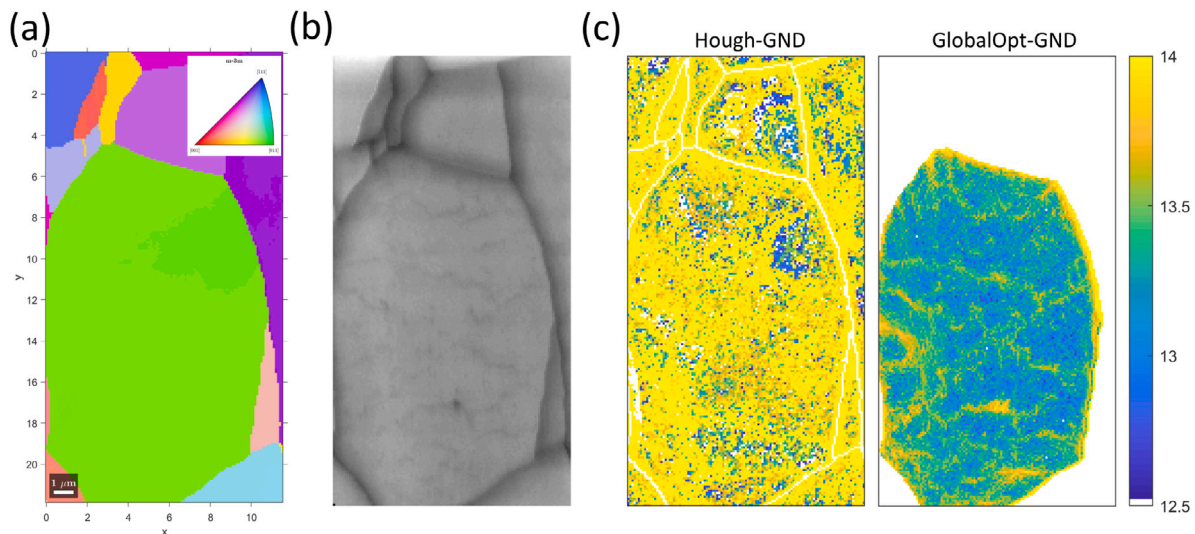 (a)
(b)
(c)
Hough-GND
GlobalOpt-GND
m-3m
[111]
[001]
[011]
0
2
4
6
8
10
12
14
16
18
20
y
1 μm
0 2 4 6 8 10
x
14
13.5
13
12.5